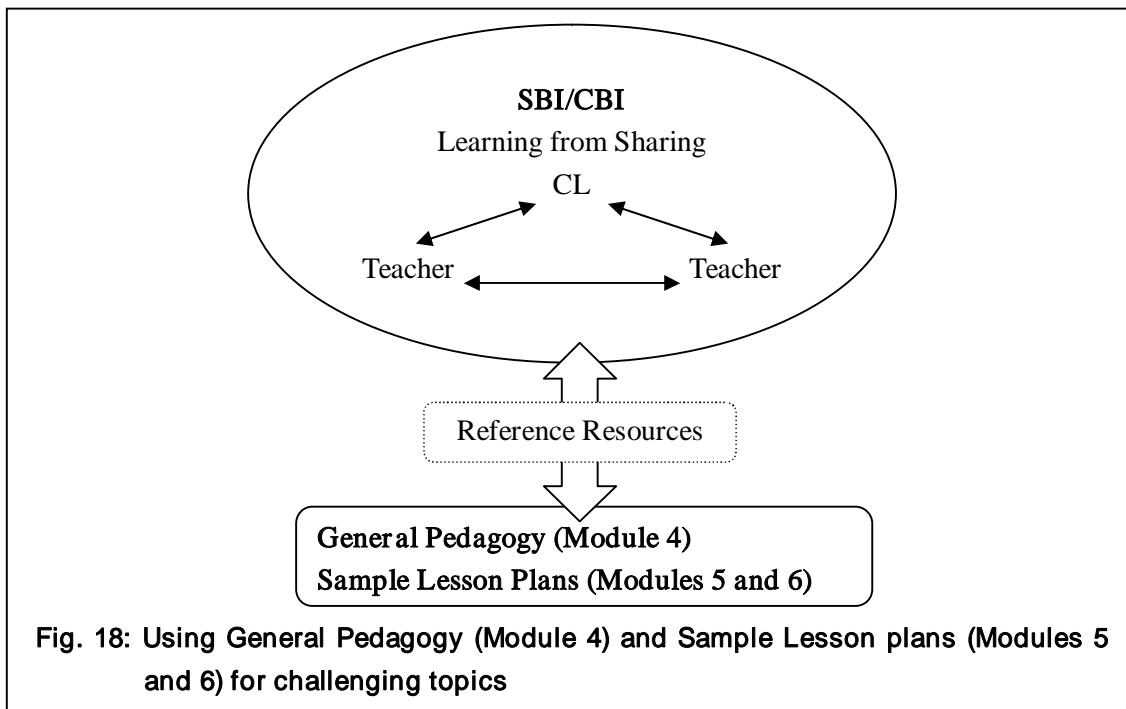 SBI/CBI
Learning from Sharing
CL
Teacher Teacher
Reference Resources
General Pedagogy (Module 4)
Sample Lesson Plans (Modules 5 and 6)
Fig. 18: Using General Pedagogy (Module 4) and Sample Lesson plans (Modules 5
and 6) for challenging topics